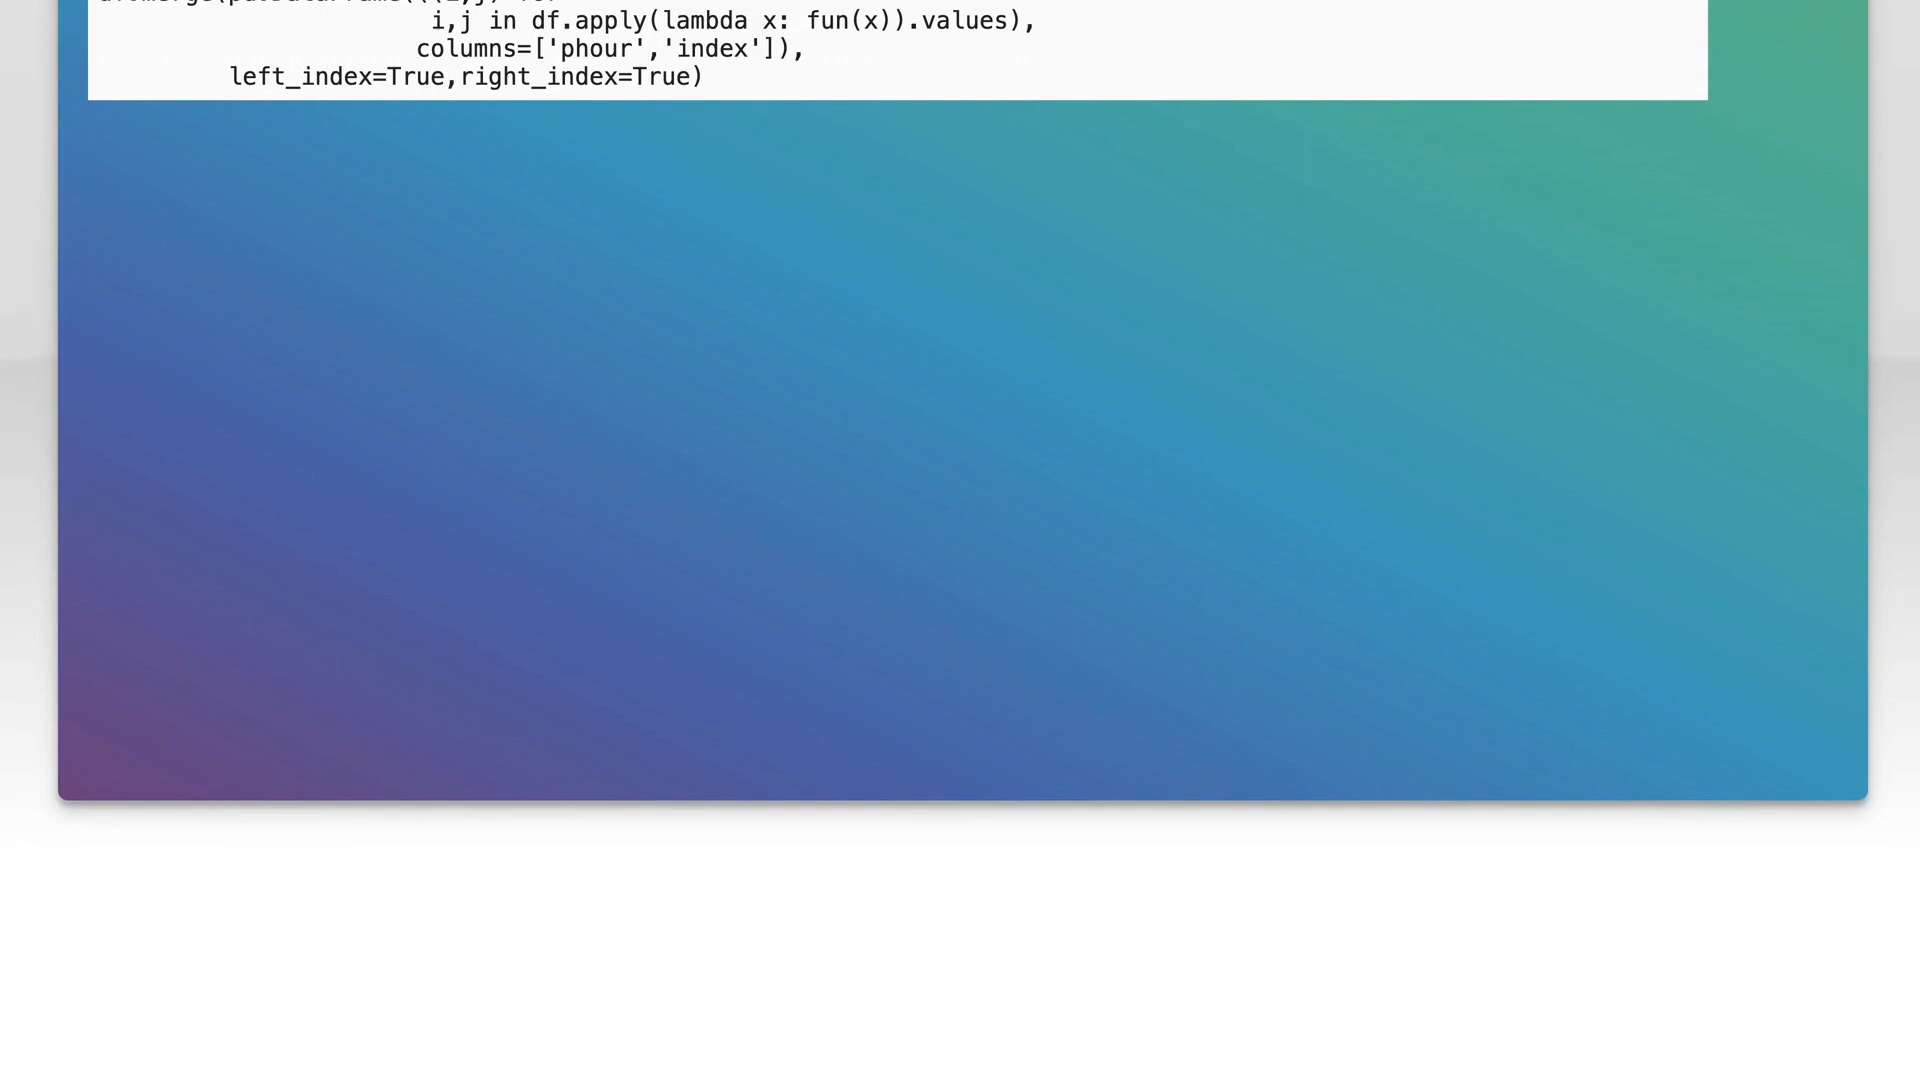 i,j in df.apply(lambda x: fun(x)).values),
columns=['phour','index']),
left_index=True,right_index=True)